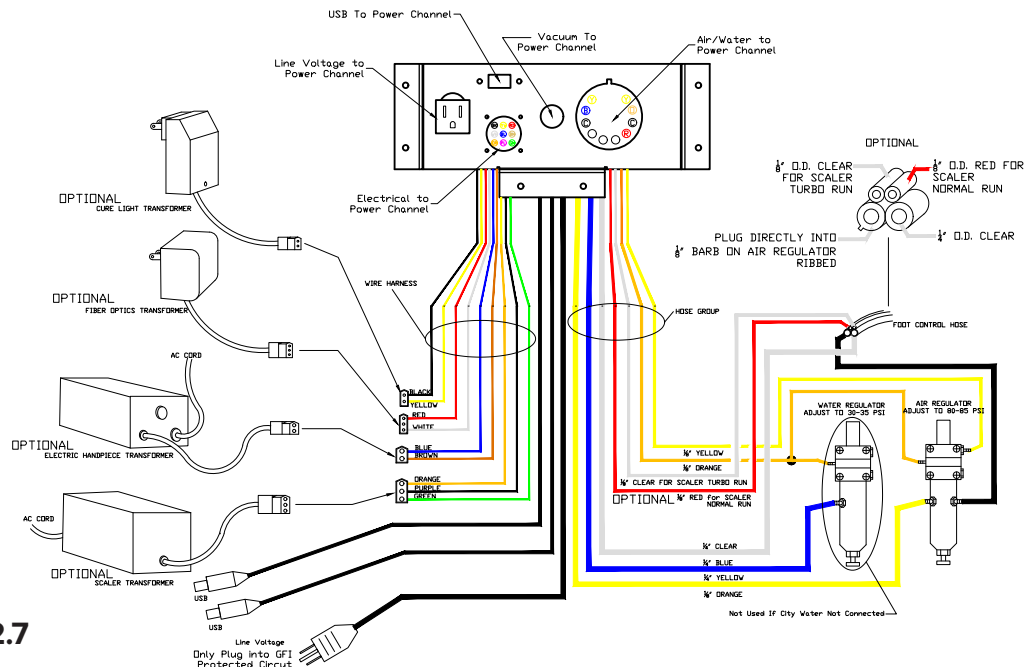 USB To Power Channel
Vacuum To
Power Channel
Air/Water to
Power Channel
Line Voltage to
Power Channel
Electrical to
Power Channel
Y Y
B O
C C
R
OPTIONAL
CURE LIGHT TRANSFORMER
OPTIONAL
FIBER OPTICS TRANSFORMER
AC CORD
OPTIONAL
ELECTRIC HANDPIECE TRANSFORMER
AC CORD
OPTIONAL
SCALER TRANSFORMER
WIRE HARNESS
HOSE GROUP
BLACK
YELLOW
RED
WHITE
BLUE
BROWN
ORANGE
PURPLE
GREEN
USB
USB
Line Voltage
Only Plug into GFI
Protected Circut
2.7
OPTIONAL
⅛" O.D. CLEAR
FOR SCALER
TURBO RUN
⅛" O.D. RED FOR
SCALER
NORMAL RUN
PLUG DIRECTLY INTO
⅛" BARB ON AIR REGULATOR
RIBBED
¼" O.D. CLEAR
FOOT CONTROL HOSE
WATER REGULATOR
ADJUST TO 30-35 PSI
AIR REGULATOR
ADJUST TO 80-85 PSI
⅛" YELLOW
⅛" ORANGE
⅛" CLEAR FOR SCALER TURBO RUN
OPTIONAL ⅛" RED for SCALER
NORMAL RUN
¼" CLEAR
¼" BLUE
¼" YELLOW
¼" ORANGE
Not Used If City Water Not Connected